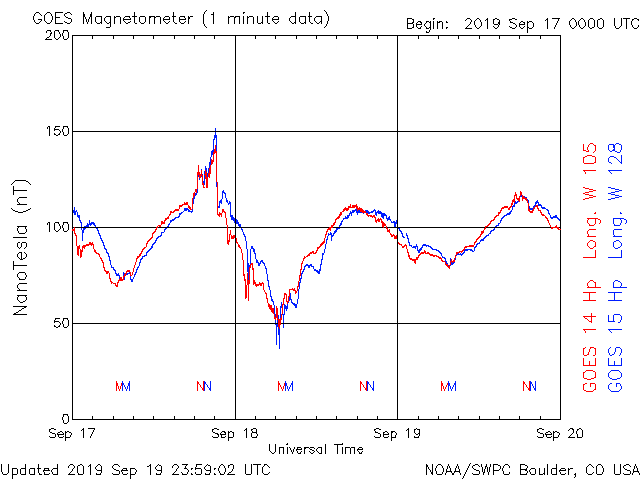 GOES Magnetometer (1 minute data)
Begin: 2019 Sep 17 0000 UTC
200
150
100
50
0
NanoTesla (nT)
MM NN MM NN MM NN
Sep 17 Sep 18 Sep 19 Sep 20
Universal Time
GOES 14 Hp Long. W 105
GOES 15 Hp Long. W 128
Updated 2019 Sep 19 23:59:02 UTC
NOAA/SWPC Boulder, CO USA